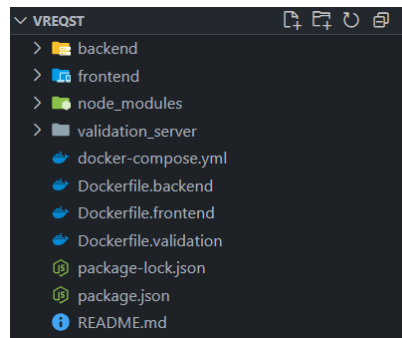 VREQST
backend
frontend
node_modules
validation_server
docker-compose.yml
Dockerfile.backend
Dockerfile.frontend
Dockerfile.validation
package-lock.json
package.json
README.md